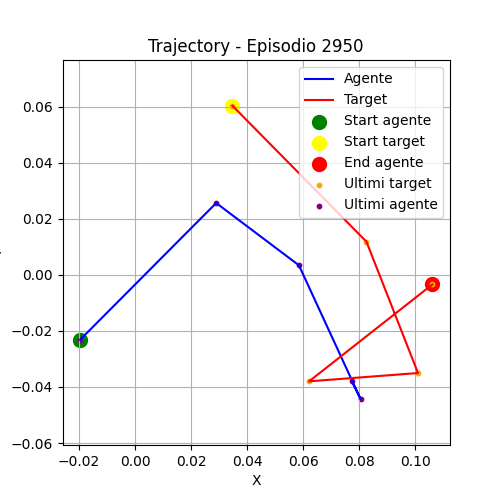 Trajectory - Episodio 2950
Agente
Target
Start agente
Start target
End agente
Ultimi target
Ultimi agente
0.06
0.04
0.02
0.00
−0.02
−0.04
−0.06
−0.02
0.00
0.02
0.04
0.06
0.08
0.10
X